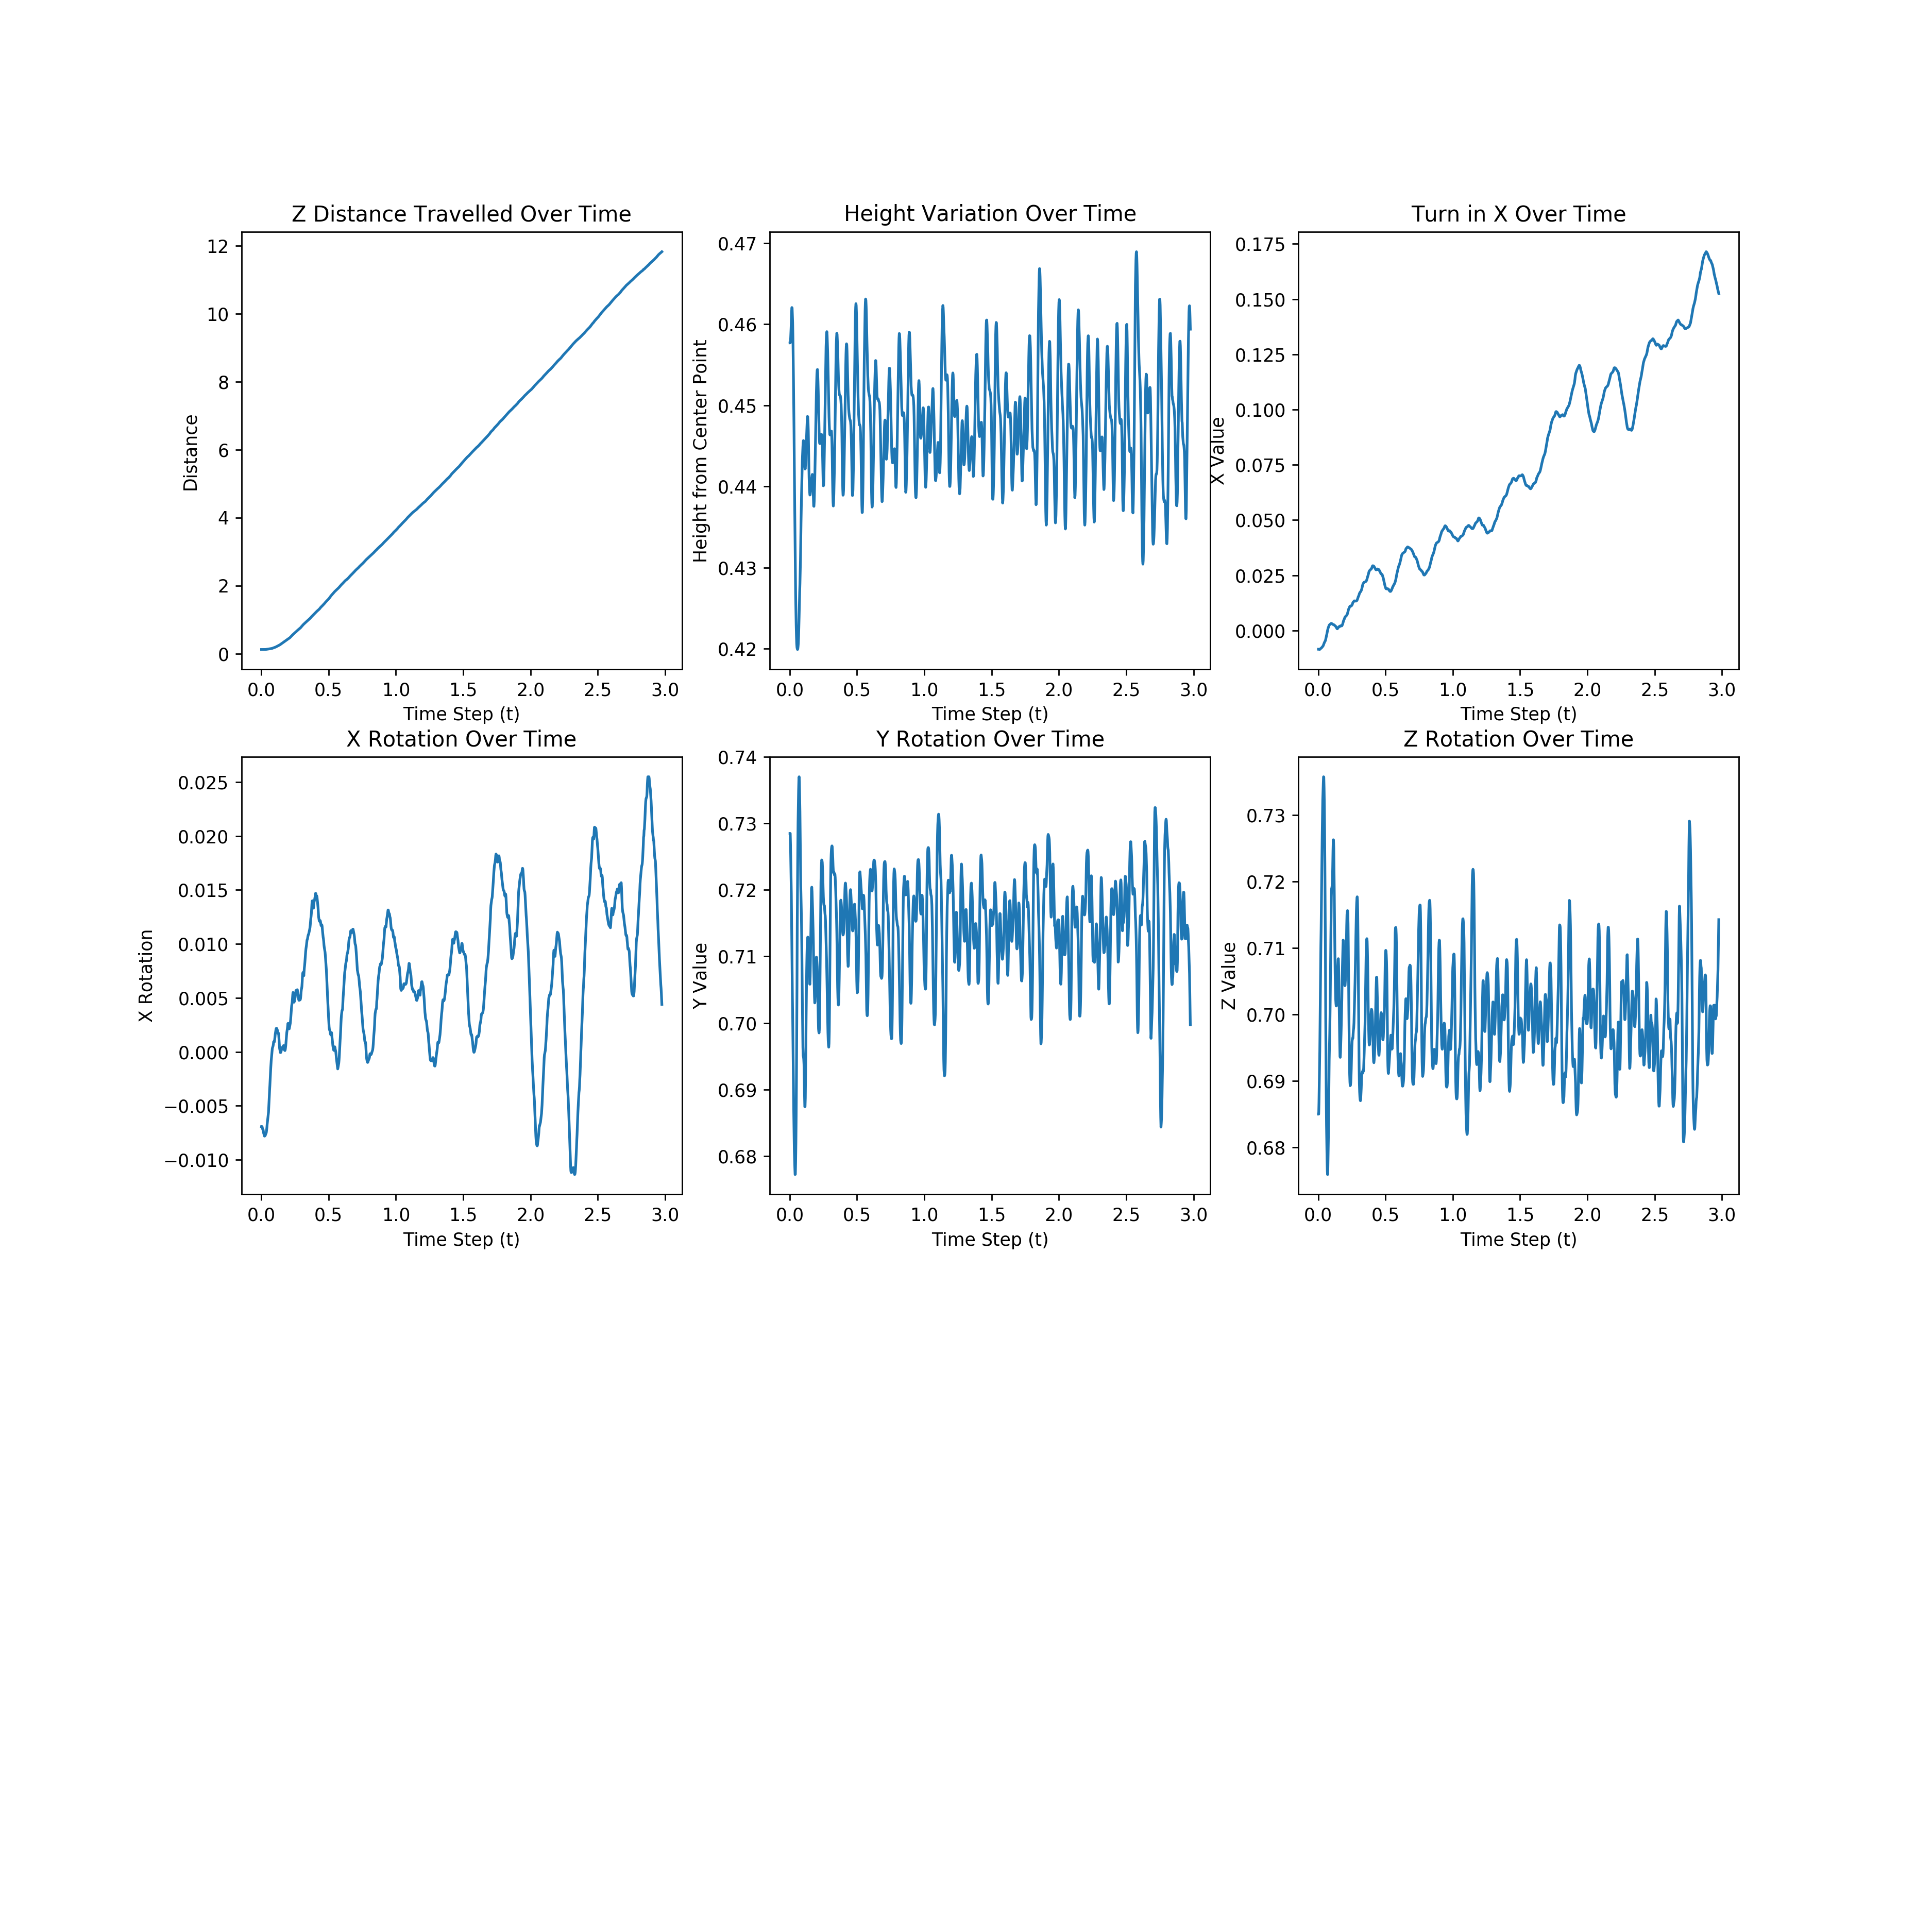 Z Distance Travelled Over Time
Distance
12
10
8
6
4
2
0
0.0 0.5 1.0 1.5 2.0 2.5 3.0
Time Step (t)
Height Variation Over Time
Height from Center Point
0.47
0.46
0.45
0.44
0.43
0.42
0.0 0.5 1.0 1.5 2.0 2.5 3.0
Time Step (t)
Turn in X Over Time
X Value
0.175
0.150
0.125
0.100
0.075
0.050
0.025
0.000
0.0 0.5 1.0 1.5 2.0 2.5 3.0
Time Step (t)
X Rotation Over Time
X Rotation
0.025
0.020
0.015
0.010
0.005
0.000
−0.005
−0.010
0.0 0.5 1.0 1.5 2.0 2.5 3.0
Time Step (t)
Y Rotation Over Time
Y Value
0.74
0.73
0.72
0.71
0.70
0.69
0.68
0.0 0.5 1.0 1.5 2.0 2.5 3.0
Time Step (t)
Z Rotation Over Time
Z Value
0.73
0.72
0.71
0.70
0.69
0.68
0.0 0.5 1.0 1.5 2.0 2.5 3.0
Time Step (t)